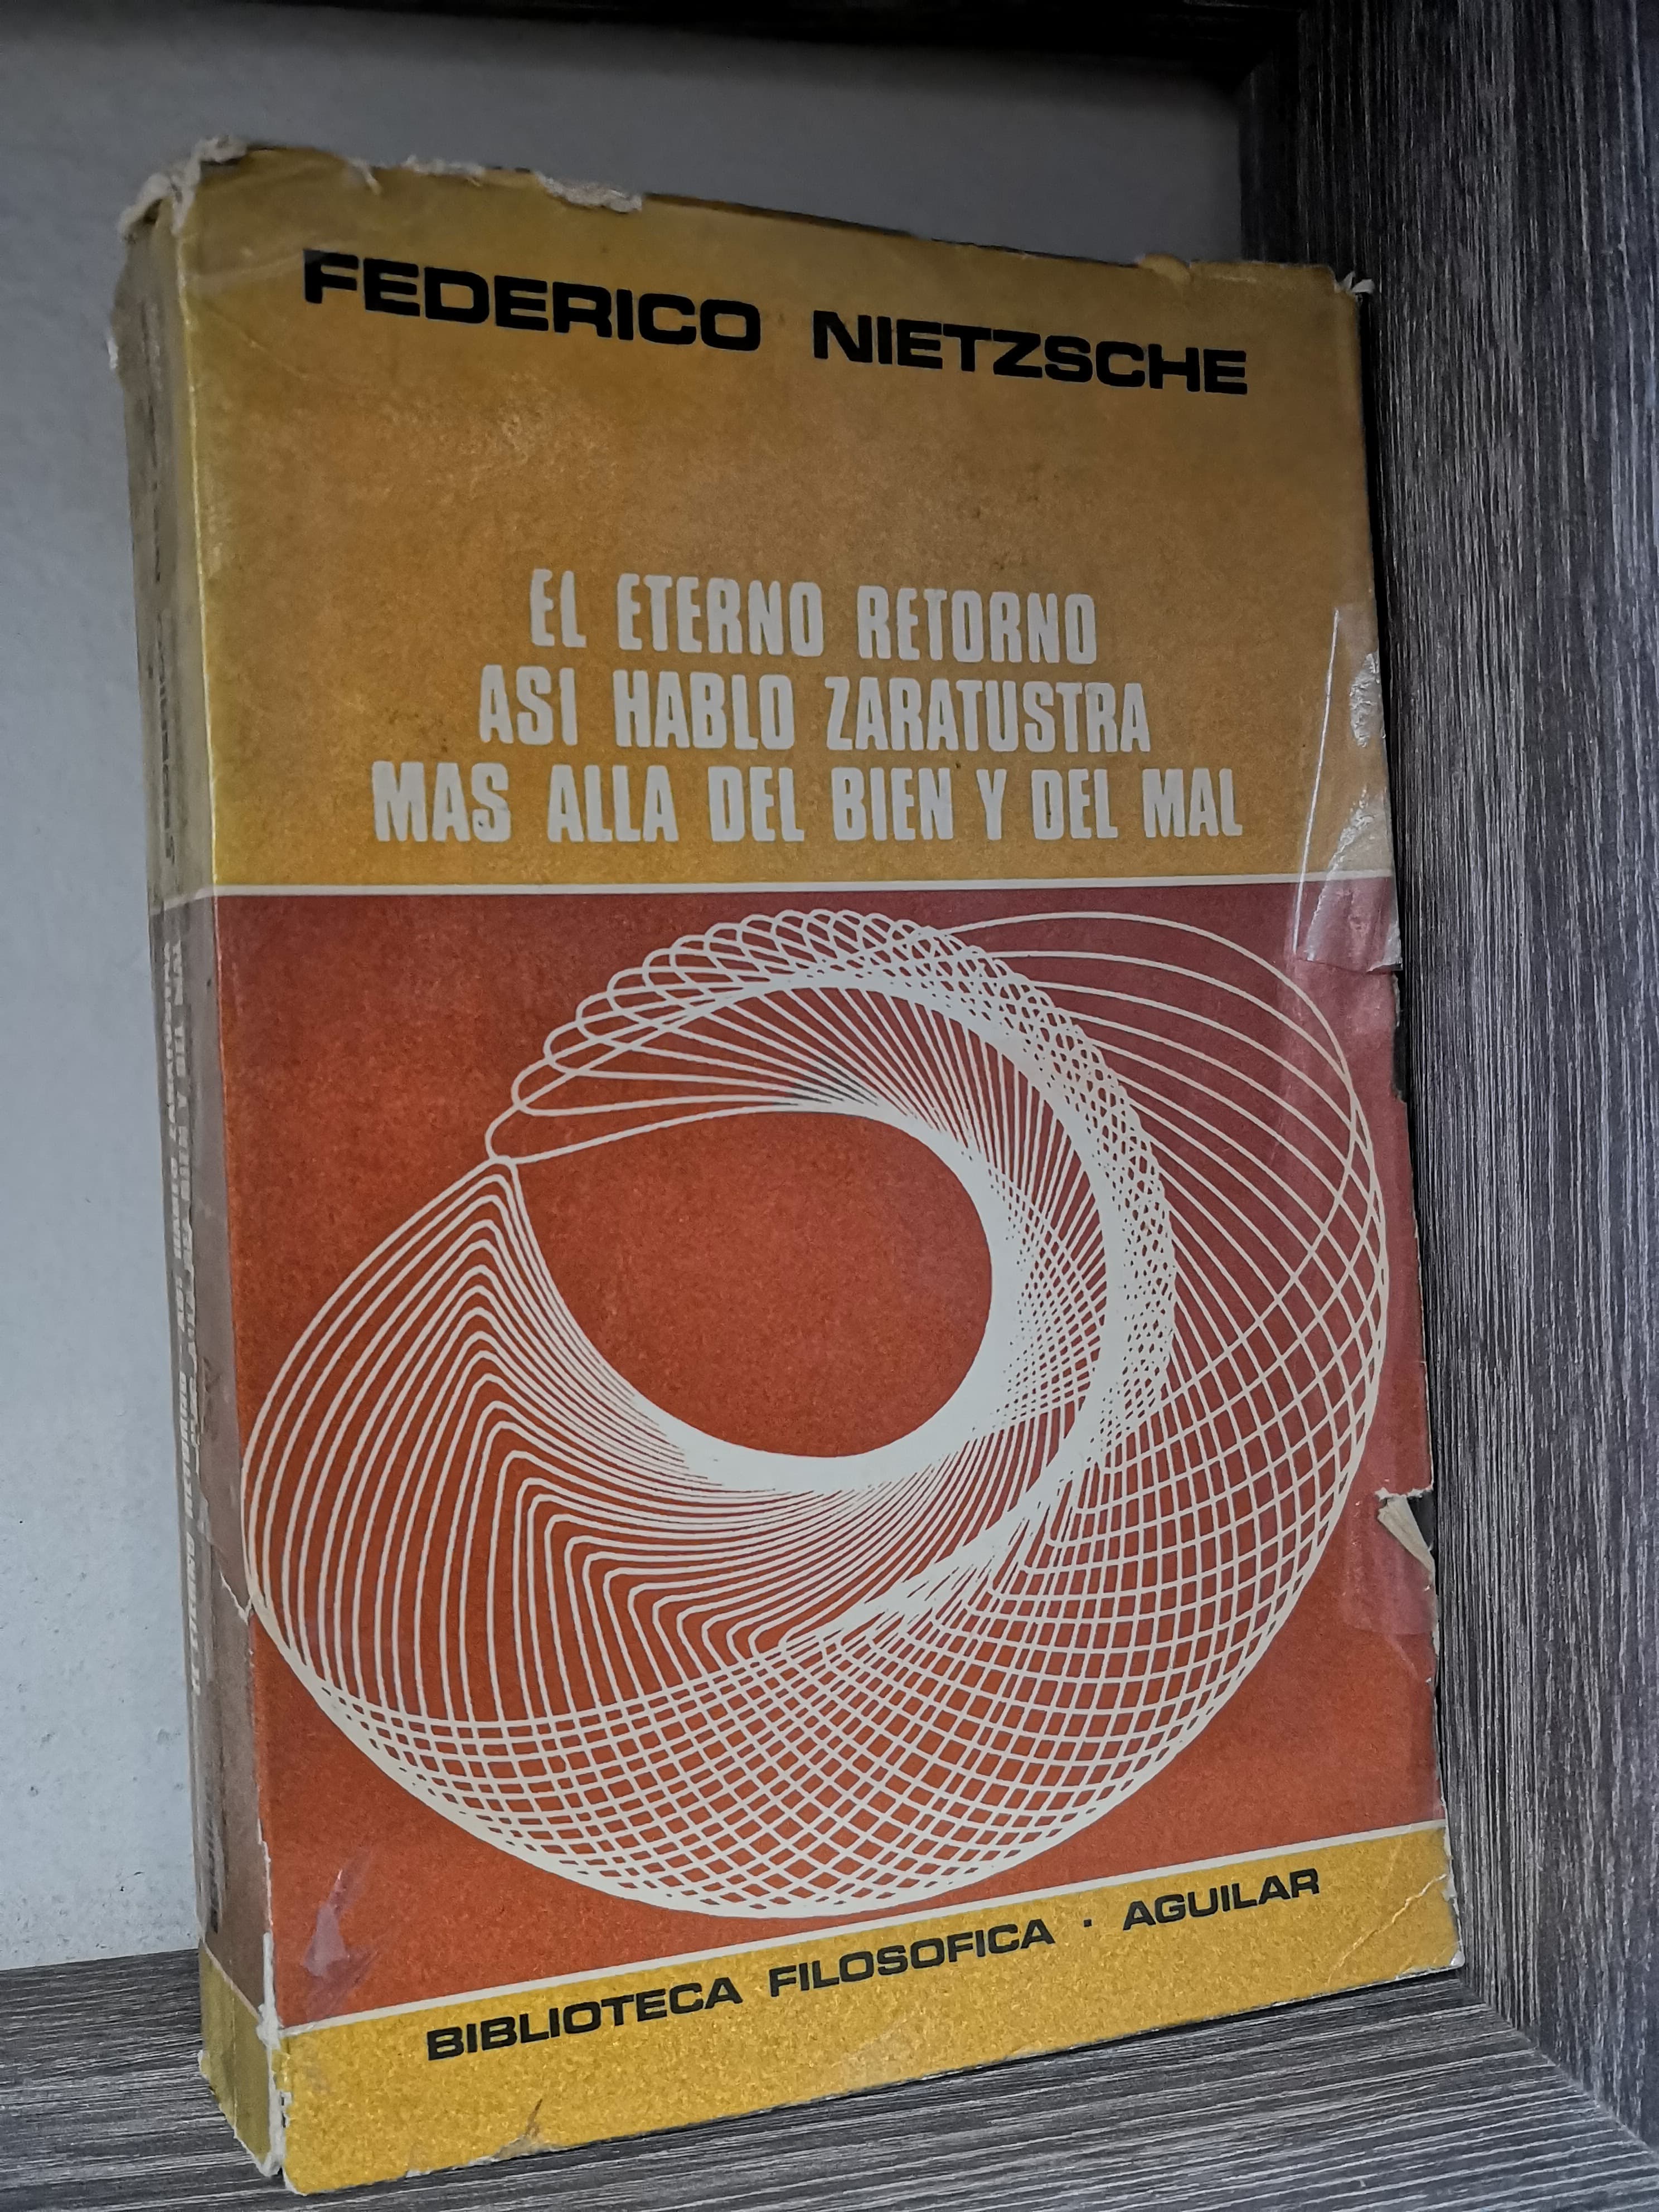 FEDERICO NIETZSCHE
EL ETERNO RETORNO
ASI HABLO ZARATUSTRA
MAS ALLA DEL BIEN Y DEL MAL
BIBLIOTECA FILOSOFICA · AGUILAR